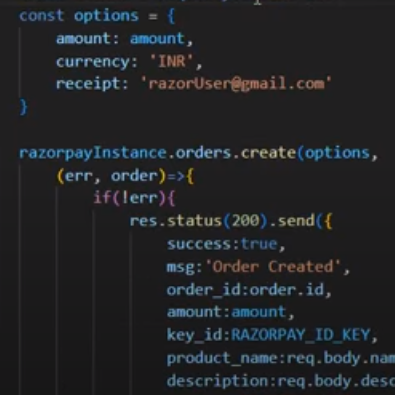 const options = {
amount: amount,
currency: 'INR',
receipt: 'razorUser@gmail.com'
}
razorpayInstance.orders.create(options,
(err, order)=>{
if(!err){
res.status(200).send({
success:true,
msg:'Order Created',
order_id:order.id,
amount:amount,
key_id:RAZORPAY_ID_KEY,
product_name:req.body.nam
description:req.body.desc